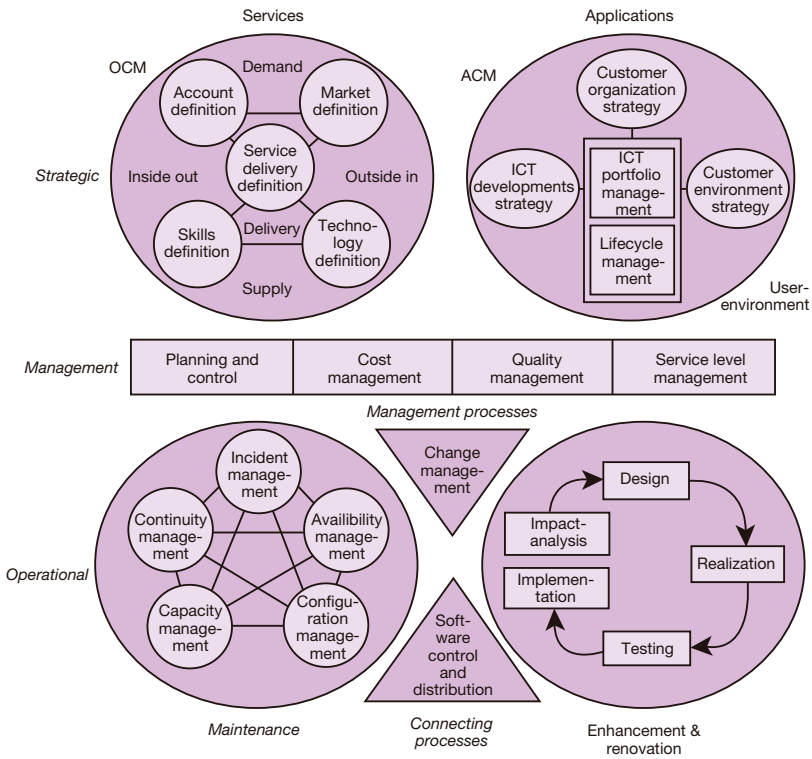 Services
Applications
OCM
Demand
ACM
Account
definition
Market
definition
Customer
organization
strategy
Strategic
Inside out
Service
delivery
definition
Outside in
ICT
developments
strategy
ICT
portfolio
manage-
ment
Customer
environment
strategy
Skills
definition
Delivery
Techno-
logy
definition
Lifecycle
manage-
ment
Supply
User-
environment
Management
Planning and
control
Cost
management
Quality
management
Service level
management
Management processes
Incident
manage-
ment
Change
manage-
ment
Design
Continuity
manage-
ment
Availibility
manage-
ment
Impact-
analysis
Operational
Realization
Implemen-
tation
Capacity
manage-
ment
Configu-
ration
manage-
ment
Soft-
ware
control
and
distribution
Testing
Maintenance
Connecting
processes
Enhancement &
renovation